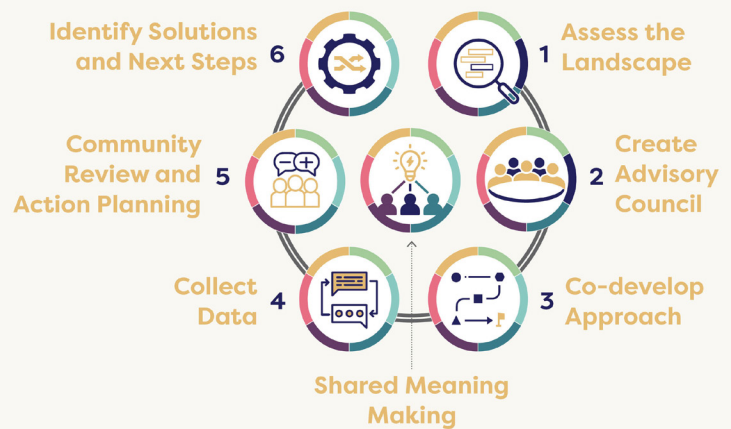 1
Assess the
Landscape
2
Create
Advisory
Council
3
Co-develop
Approach
4
Collect
Data
5
Community
Review and
Action Planning
6
Identify Solutions
and Next Steps
Shared Meaning
Making